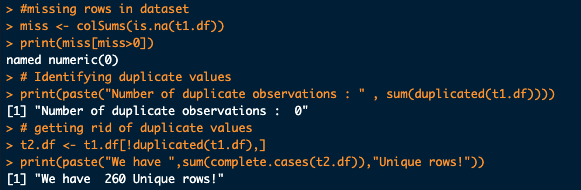 > #missing rows in dataset
> miss <- colSums(is.na(t1.df))
> print(miss[miss>0])
named numeric(0)
> # Identifying duplicate values
> print(paste("Number of duplicate observations : " , sum(duplicated(t1.df))))
[1] "Number of duplicate observations :  0"
> # getting rid of duplicate values
> t2.df <- t1.df[!duplicated(t1.df),]
> print(paste("We have ",sum(complete.cases(t2.df)),"Unique rows!"))
[1] "We have  260 Unique rows!"